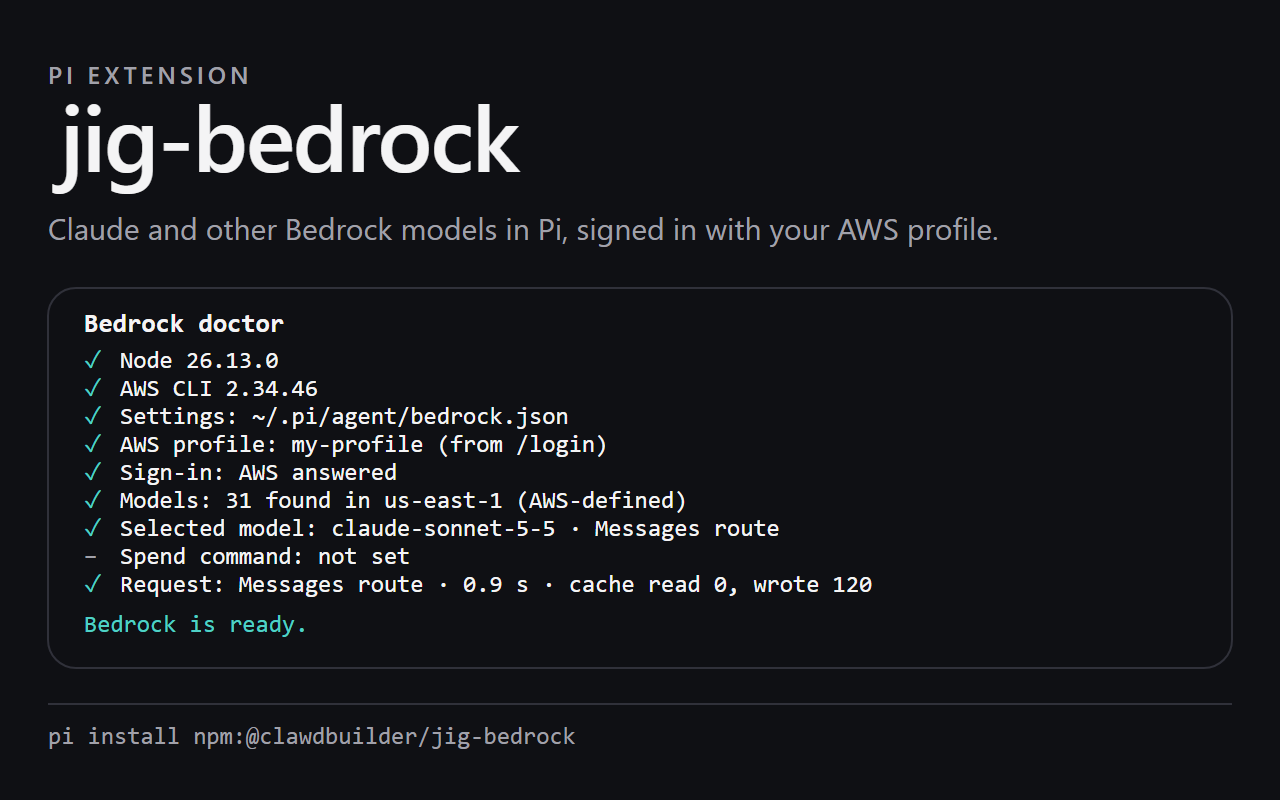 PI EXTENSION
jig-bedrock
Claude and other Bedrock models in Pi, signed in with your AWS profile.
Bedrock doctor
✓ Node 26.13.0
✓ AWS CLI 2.34.46
✓ Settings: ~/.pi/agent/bedrock.json
✓ AWS profile: my-profile (from /login)
✓ Sign-in: AWS answered
✓ Models: 31 found in us-east-1 (AWS-defined)
✓ Selected model: claude-sonnet-5-5 · Messages route
– Spend command: not set
✓ Request: Messages route · 0.9 s · cache read 0, wrote 120
Bedrock is ready.
pi install npm:@clawdbuilder/jig-bedrock